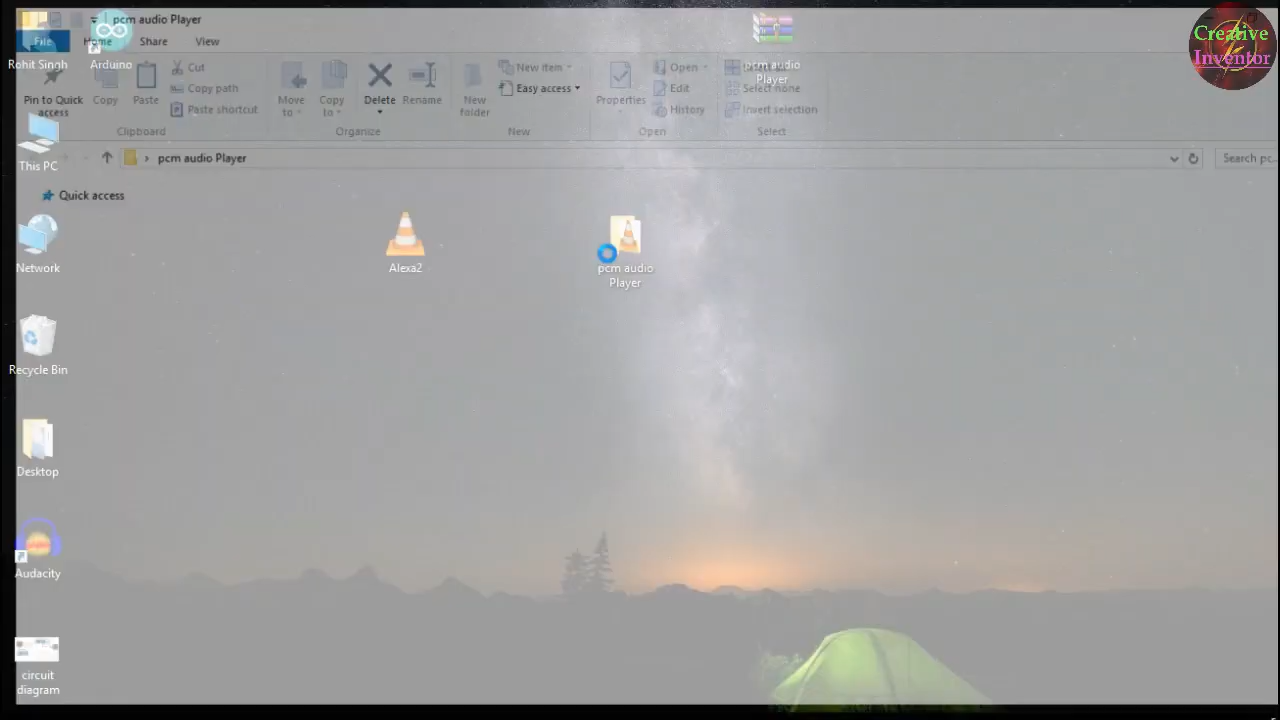 pcm audio Player
File
Home
Share
View
Rohit Singh
Arduino
Creative
Inventor
pcm audio
Player
Pin to Quick
access
Copy
Paste
Cut
Copy path
Paste shortcut
Move
to
Copy
to
Delete
Rename
New
folder
New item
Easy access
Properties
Open
Edit
History
Select none
Invert selection
Clipboard
Organize
New
Open
Select
This PC
pcm audio Player
Search pc...
Quick access
Network
Alexa2
pcm audio
Player
Recycle Bin
Desktop
Audacity
circuit
diagram